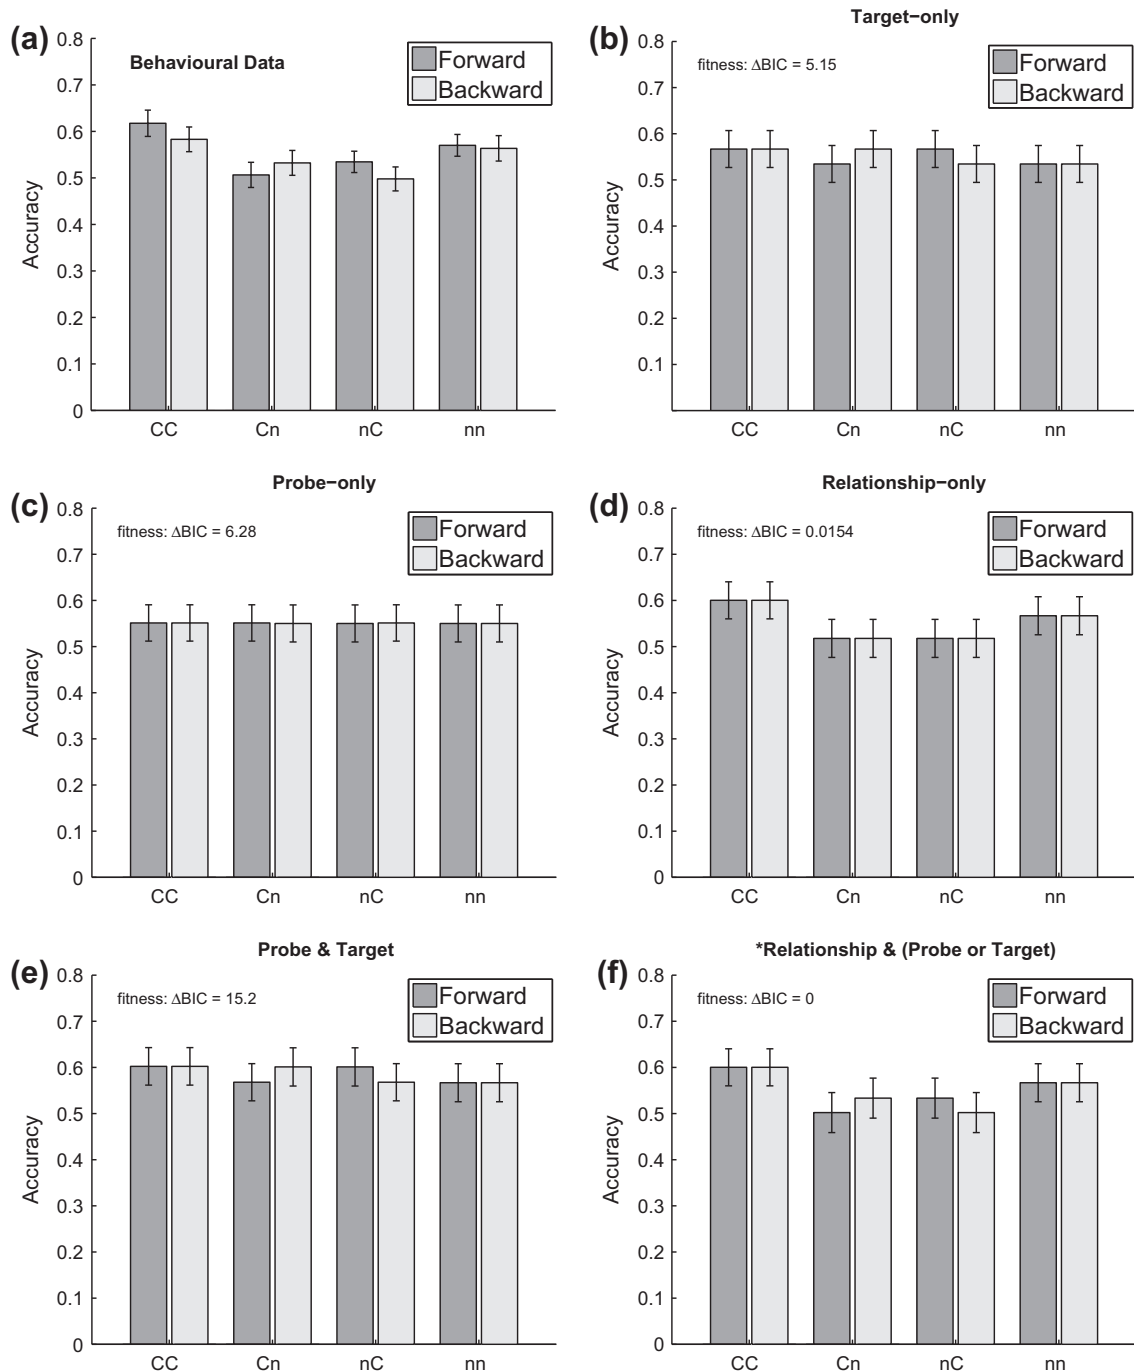 (a)
Behavioural Data
Forward
Backward
Accuracy
0.8
0.7
0.6
0.5
0.4
0.3
0.2
0.1
0
CC Cn nC nn
Target−only
(b)
fitness: ΔBIC = 5.15
Forward
Backward
Accuracy
0.8
0.7
0.6
0.5
0.4
0.3
0.2
0.1
CC Cn nC nn
Probe−only
(c)
fitness: ΔBIC = 6.28
Forward
Backward
Accuracy
0.8
0.7
0.6
0.5
0.4
0.3
0.2
0.1
0
CC Cn nC nn
Relationship−only
(d)
fitness: ΔBIC = 0.0154
Forward
Backward
Accuracy
0.8
0.7
0.6
0.5
0.4
0.3
0.2
0.1
0
CC Cn nC nn
Probe & Target
(e)
fitness: ΔBIC = 15.2
Forward
Backward
Accuracy
0.8
0.7
0.6
0.5
0.4
0.3
0.2
0.1
0
CC Cn nC nn
*Relationship & (Probe or Target)
(f)
fitness: ΔBIC = 0
Forward
Backward
Accuracy
0.8
0.7
0.6
0.5
0.4
0.3
0.2
0.1
0
CC Cn nC nn